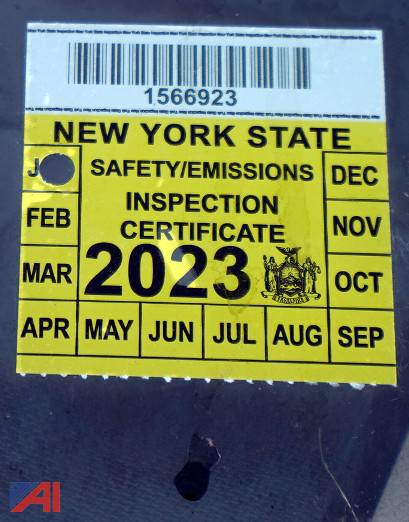 1566923
NEW YORK STATE
SAFETY/EMISSIONS
INSPECTION
CERTIFICATE
2023
J
FEB
MAR
APR
MAY
JUN
JUL
AUG
SEP
OCT
NOV
DEC
AI